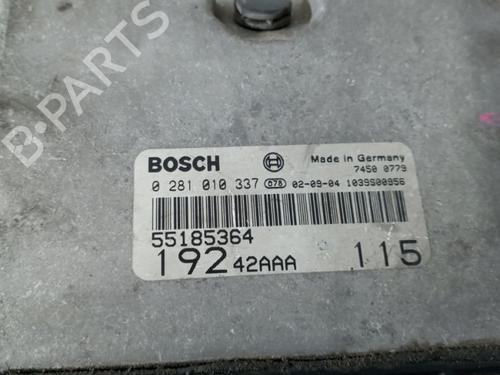 B-PARTS
BOSCH
Made in Germany
7450 0779
0 281 010 337 078 02-09-04 1039S00956
55185364
192 42AAA 115